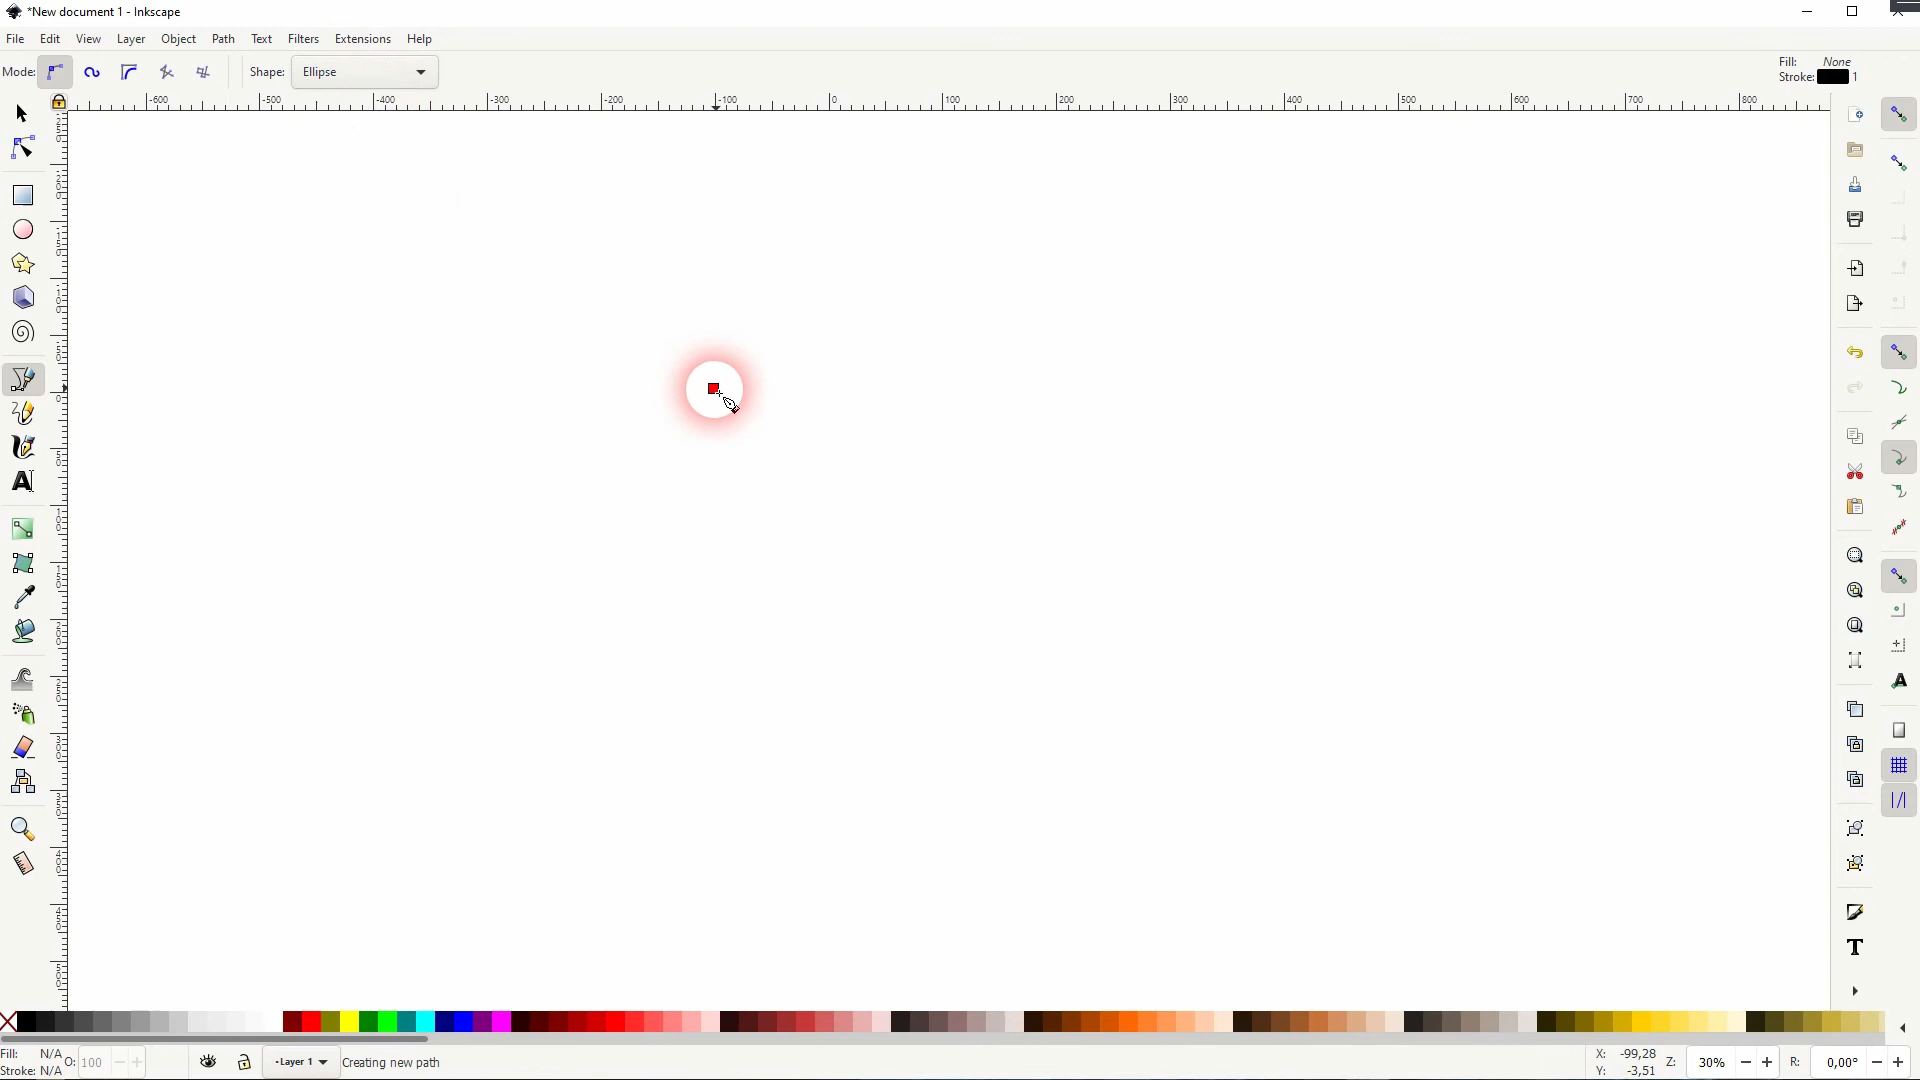 *New document 1 - Inkscape
File Edit View Layer Object Path Text Filters Extensions Help
Mode: Shape: Ellipse
Fill: None
Stroke: 1
-600 -500 -400 -300 -200 -100 0 100 200 300 400 500 600 700 800
Fill: N/A
Stroke: N/A
O: 100
Layer 1
Creating new path
X: -99,28
Y: -3,51
Z: 30%
R: 0,00°